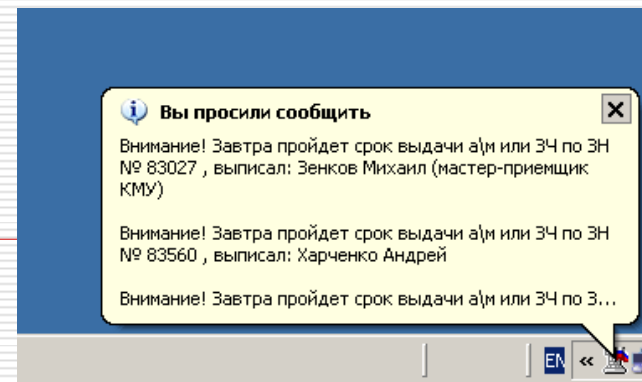 Вы просили сообщить
Внимание! Завтра пройдет срок выдачи а\м или ЗЧ по ЗН
№ 83027 , выписал: Зенков Михаил (мастер-приемщик
КМУ)
Внимание! Завтра пройдет срок выдачи а\м или ЗЧ по ЗН
№ 83560 , выписал: Харченко Андрей
Внимание! Завтра пройдет срок выдачи а\м или ЗЧ по З...
EN «